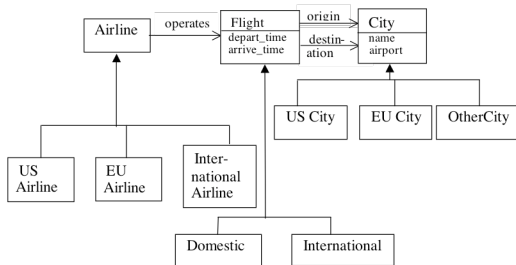 Airline
operates
Flight
depart_time
arrive_time
origin
destin-
ation
City
name
airport
US City
EU City
OtherCity
US
Airline
EU
Airline
Inter-
national
Airline
Domestic
International